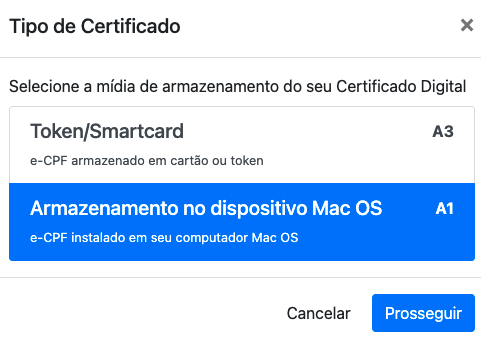 Tipo de Certificado ×
Selecione a mídia de armazenamento do seu Certificado Digital
Token/Smartcard A3
e-CPF armazenado em cartão ou token
Armazenamento no dispositivo Mac OS A1
e-CPF instalado em seu computador Mac OS
Cancelar Prosseguir